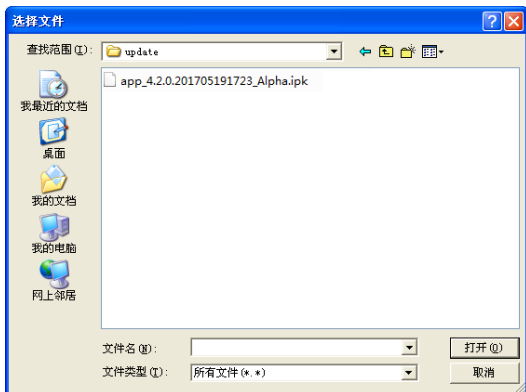 选择文件
查找范围(I):
update
app_4.2.0.201705191723_Alpha.ipk
我最近的文档
桌面
我的文档
我的电脑
网上邻居
文件名(N):
打开(O)
文件类型(T):
所有文件(*.*)
取消